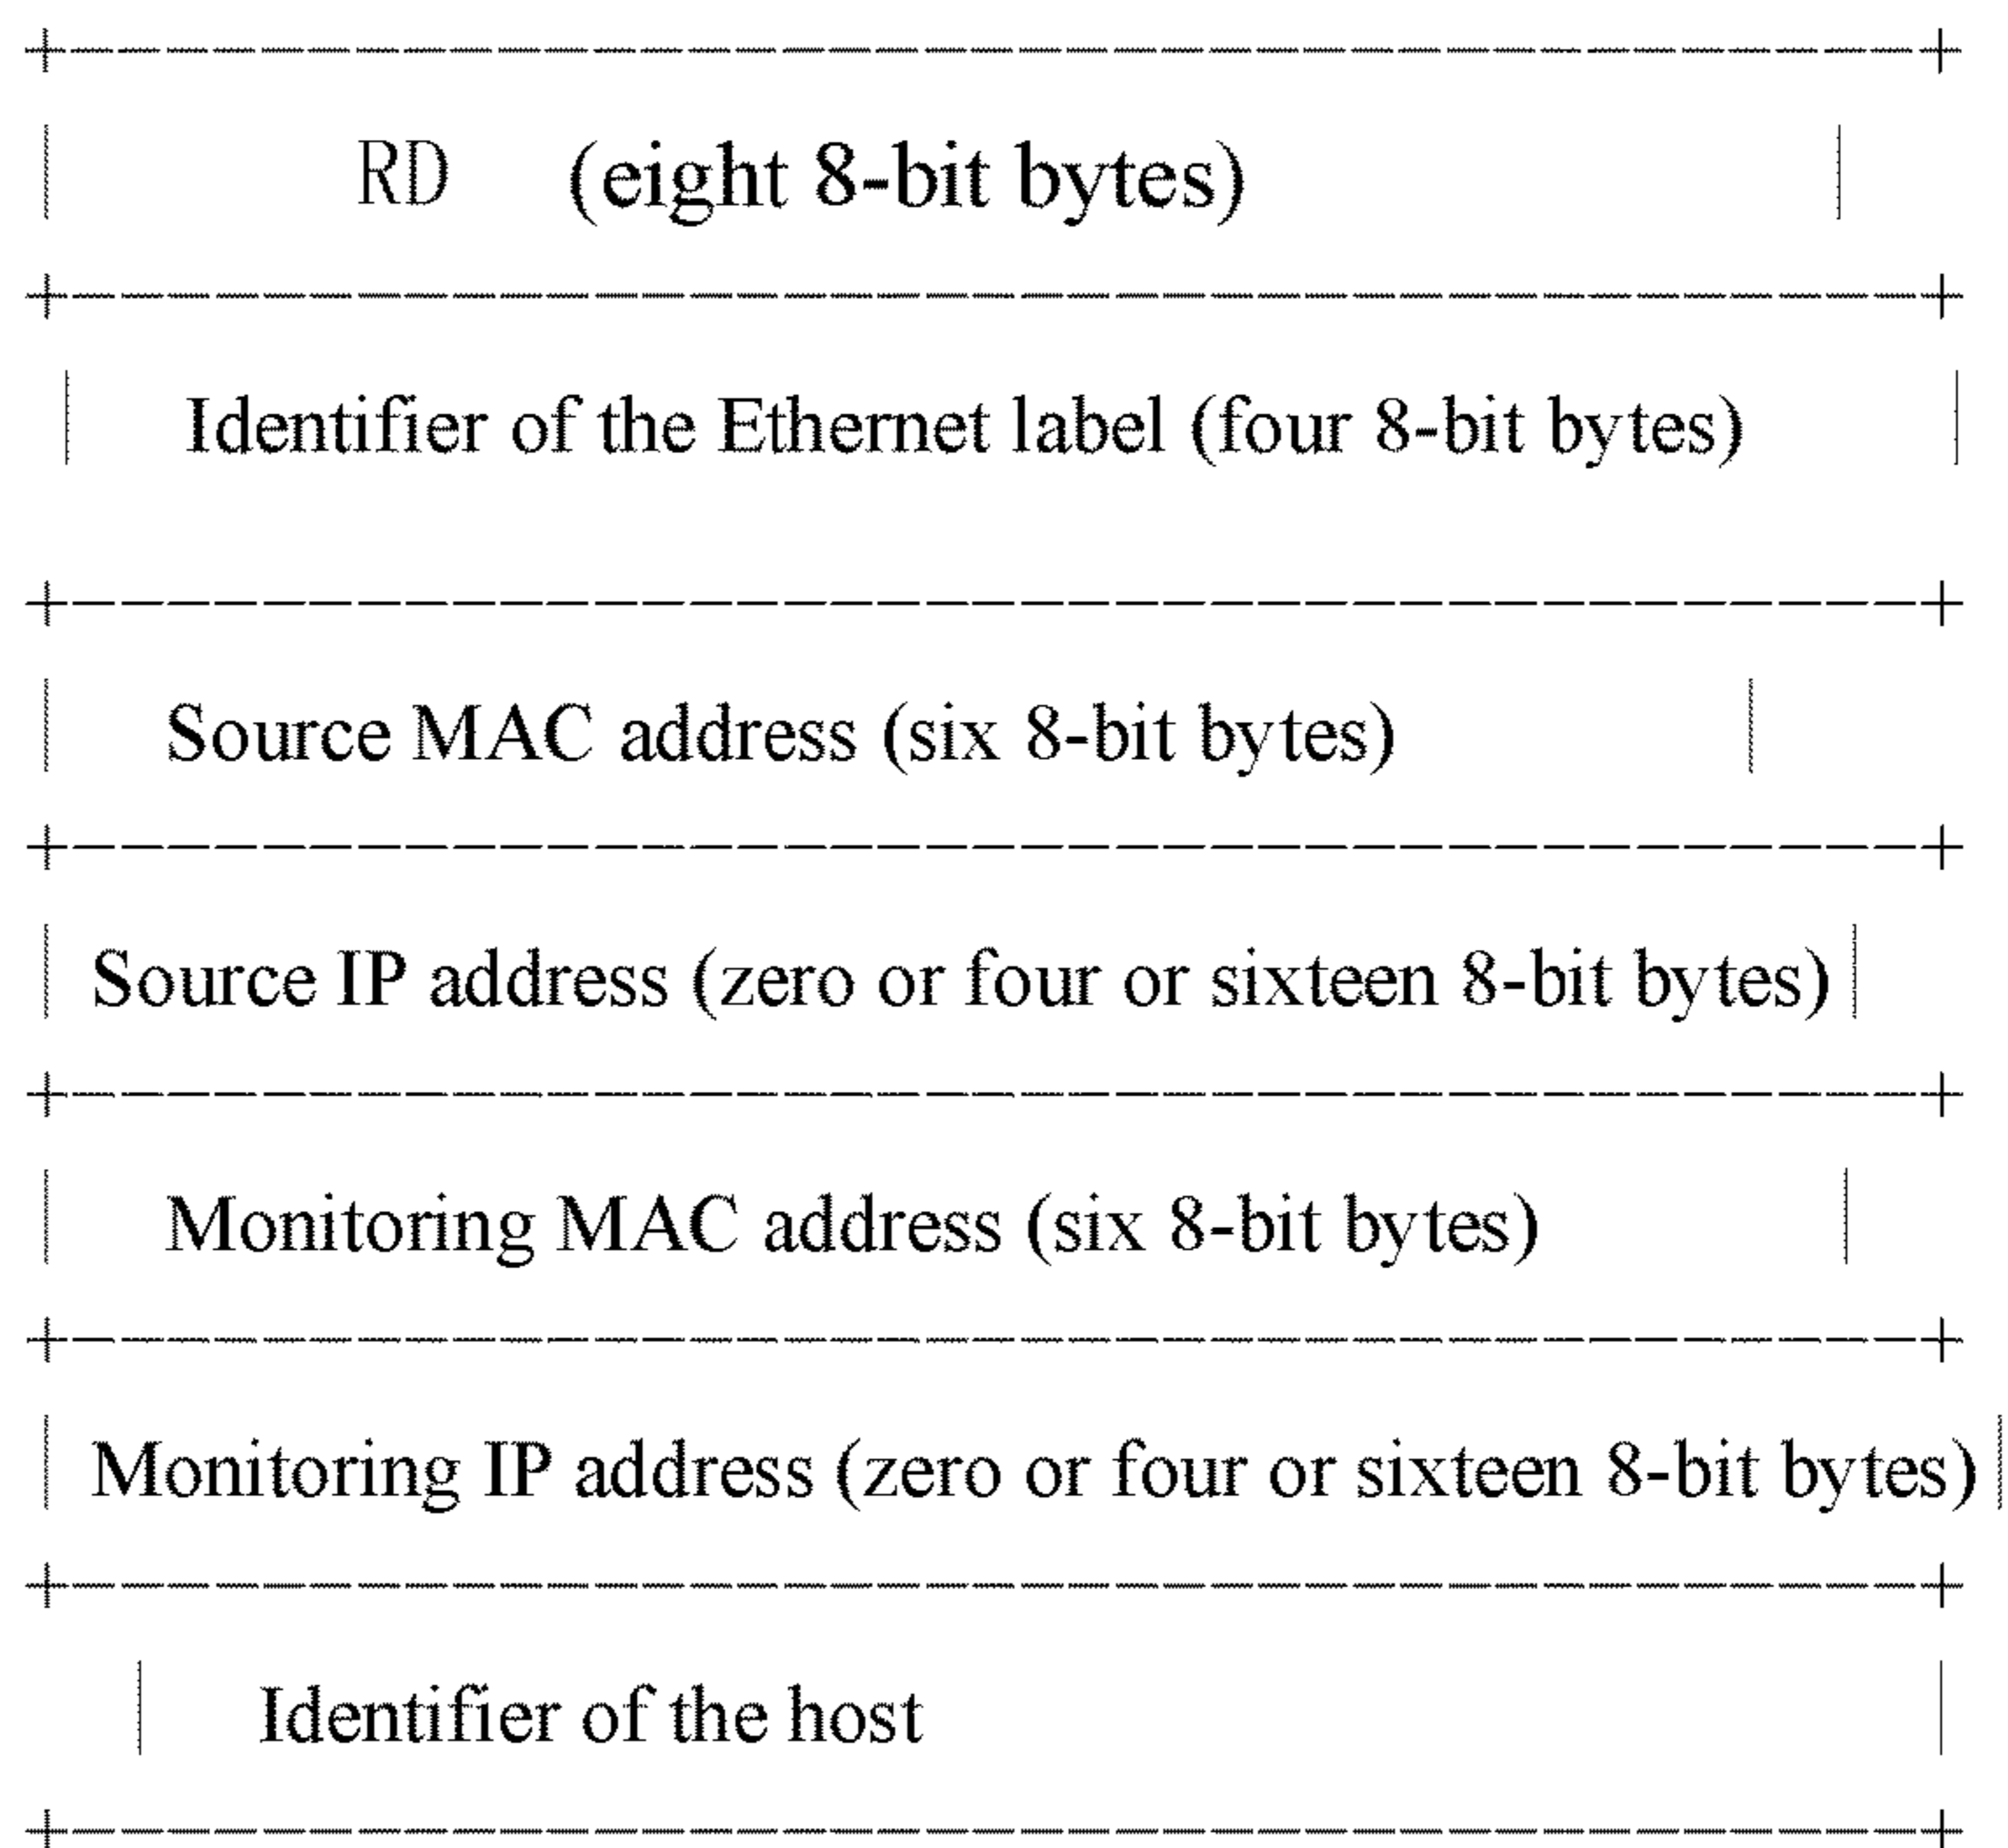 RD (eight 8-bit bytes)
Identifier of the Ethernet label (four 8-bit bytes)
Source MAC address (six 8-bit bytes)
Source IP address (zero or four or sixteen 8-bit bytes)
Monitoring MAC address (six 8-bit bytes)
Monitoring IP address (zero or four or sixteen 8-bit bytes)
Identifier of the host